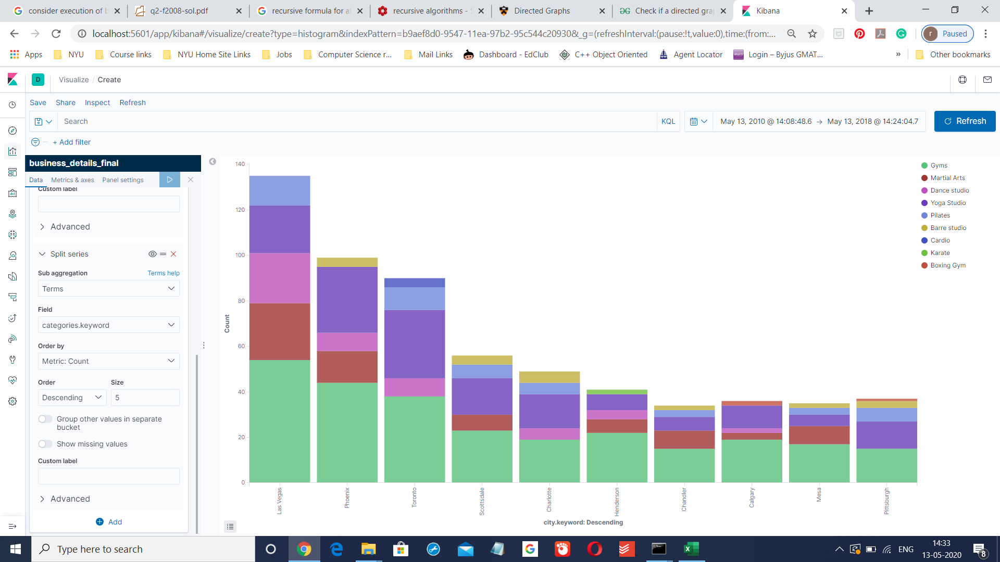 consider execution of b
q2-f2008-sol.pdf
recursive formula for al
recursive algorithms - S
Directed Graphs
Check if a directed gra
Kibana
localhost:5601/app/kibana#/visualize/create?type=histogram&indexPattern=b9aef8d0-9547-11ea-97b2-95c544c20930&_g=(refreshInterval:(pause:!t,value:0),time:(from:...
r Paused
Apps
NYU
Course links
NYU Home Site Links
Jobs
Computer Science r...
Mail Links
Dashboard - EdClub
C++ Object Oriented
Agent Locator
Login – Byjus GMAT...
»
Other bookmarks
D
Visualize / Create
Save Share Inspect Refresh
Search
KQL
May 13, 2010 @ 14:08:48.6 → May 13, 2018 @ 14:24:04.7
Refresh
+ Add filter
business_details_final
Data Metrics & axes Panel settings
Custom label
Advanced
Split series
Sub aggregation Terms help
Terms
Field
categories.keyword
Order by
Metric: Count
Order Size
Descending 5
Group other values in separate
bucket
Show missing values
Custom label
Advanced
Add
140
120
100
80
60
40
20
0
Count
Las Vegas
Phoenix
Toronto
Scottsdale
Charlotte
Henderson
Chandler
Calgary
Mesa
Pittsburgh
city.keyword: Descending
Gyms
Martial Arts
Dance studio
Yoga Studio
Pilates
Barre studio
Cardio
Karate
Boxing Gym
Type here to search
ENG
14:33
13-05-2020
8